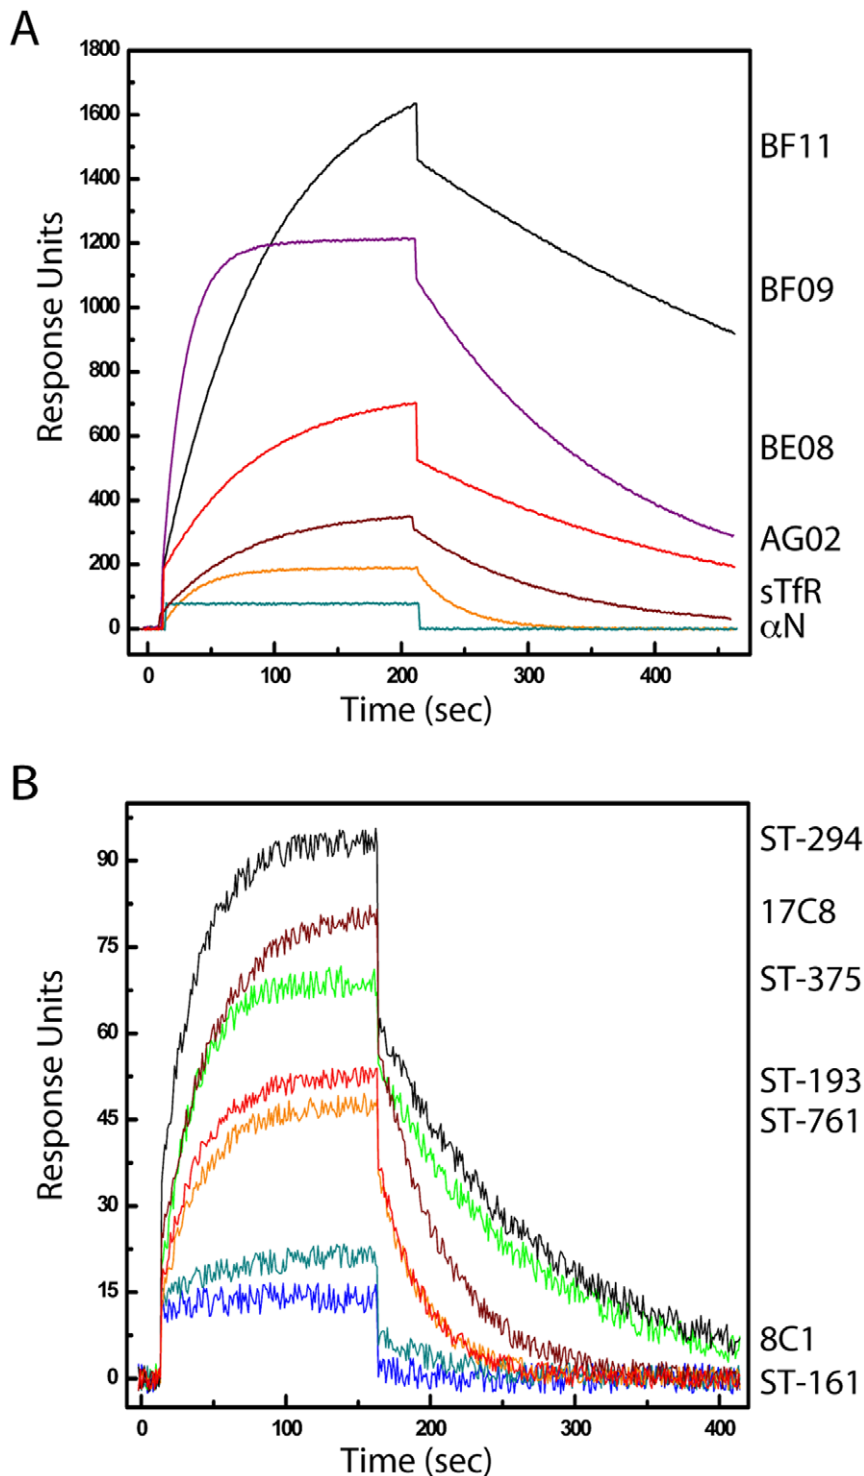 A
1800
1600
1400
1200
1000
800
600
400
200
0
Response Units
0 100 200 300 400
Time (sec)
BF11
BF09
BE08
AG02
sTfR
αN
B
90
75
60
45
30
15
0
Response Units
0 100 200 300 400
Time (sec)
ST-294
17C8
ST-375
ST-193
ST-761
8C1
ST-161